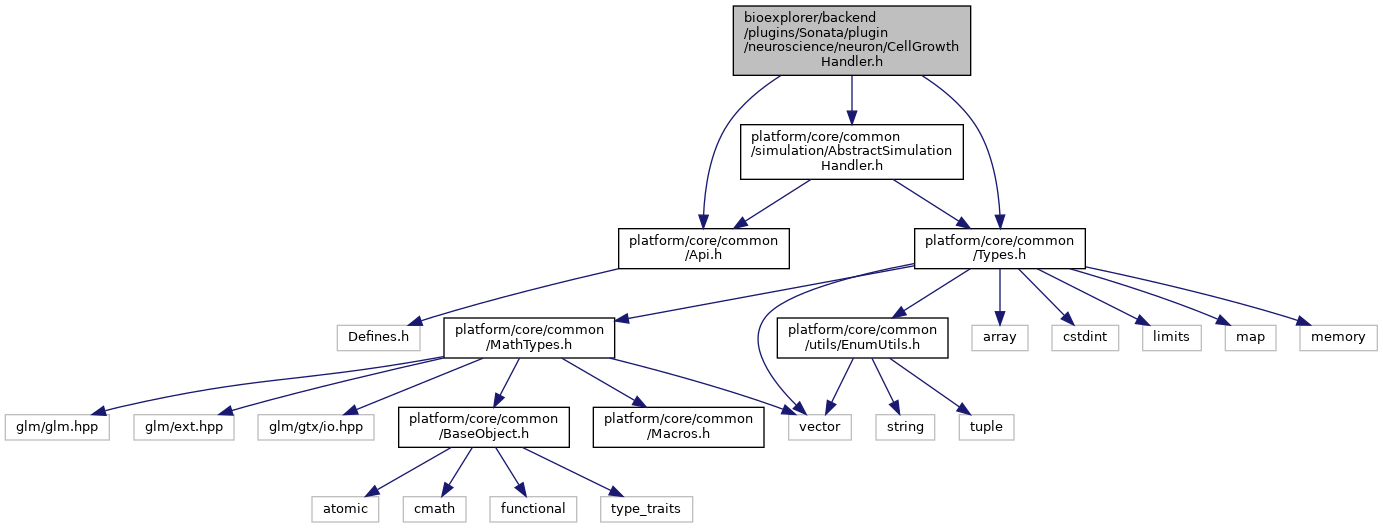 bioexplorer/backend
/plugins/Sonata/plugin
/neuroscience/neuron/CellGrowth
Handler.h
platform/core/common
/simulation/AbstractSimulation
Handler.h
platform/core/common
/Api.h
platform/core/common
/Types.h
Defines.h
platform/core/common
/MathTypes.h
platform/core/common
/utils/EnumUtils.h
array
cstdint
limits
map
memory
glm/glm.hpp
glm/ext.hpp
glm/gtx/io.hpp
platform/core/common
/BaseObject.h
platform/core/common
/Macros.h
vector
string
tuple
atomic
cmath
functional
type_traits